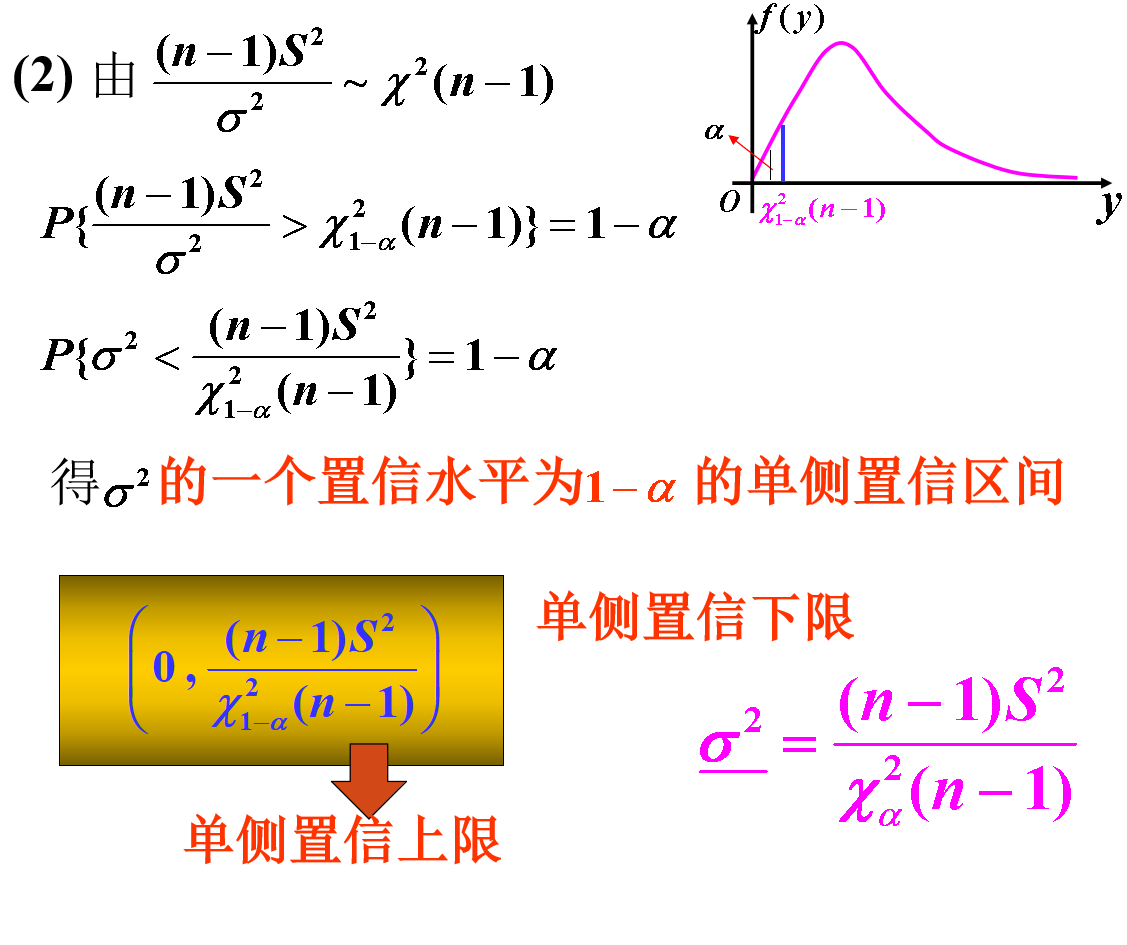 (2) 由 \frac{(n-1)S^2}{\sigma^2} \sim \chi^2(n-1)
f(y)
α
O
\chi^2_{1-\alpha}(n-1)
y
P\{\frac{(n-1)S^2}{\sigma^2} > \chi^2_{1-\alpha}(n-1)\} = 1-\alpha
P\{\sigma^2 < \frac{(n-1)S^2}{\chi^2_{1-\alpha}(n-1)}\} = 1-\alpha
得 \sigma^2 的一个置信水平为 1-\alpha 的单侧置信区间
\left(0, \frac{(n-1)S^2}{\chi^2_{1-\alpha}(n-1)}\right)
单侧置信上限
单侧置信下限
\underline{\sigma^2} = \frac{(n-1)S^2}{\chi^2_{\alpha}(n-1)}